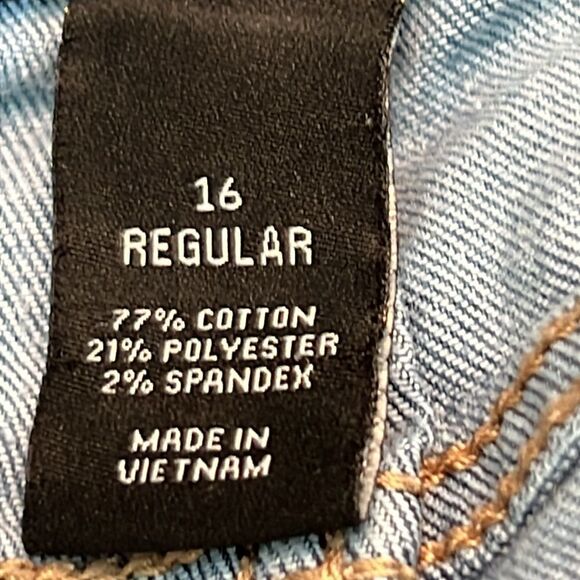 16
REGULAR
77% COTTON
21% POLYESTER
2% SPANDEX
MADE IN
VIETNAM